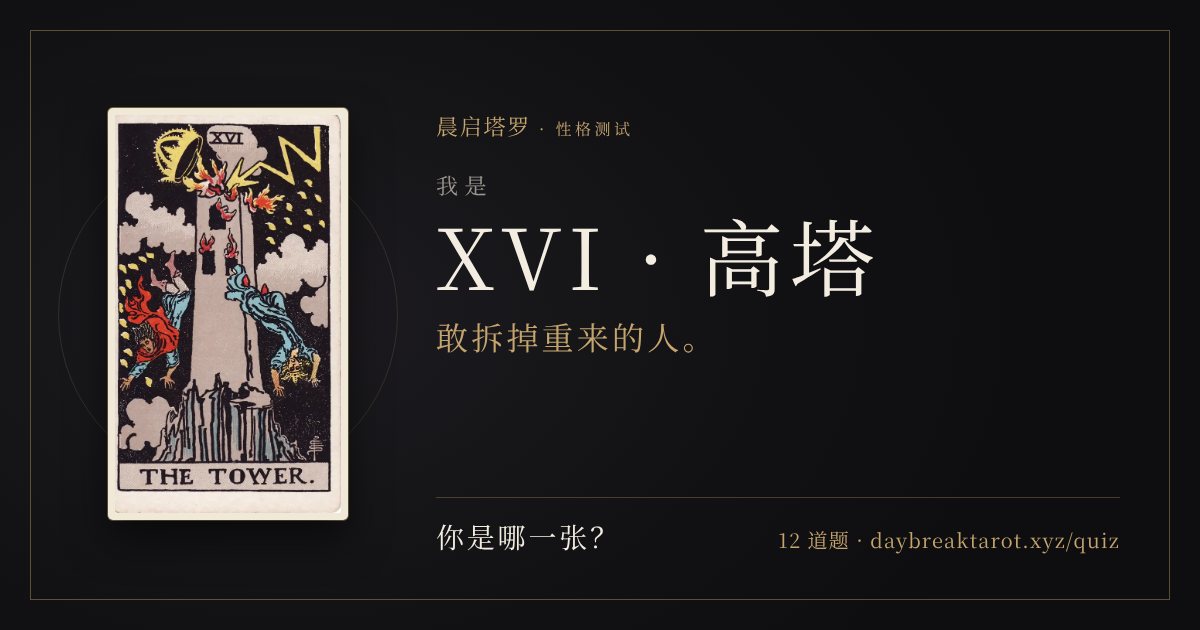 XVI
THE TOWER.
晨启塔罗 · 性格测试
我是
XVI · 高塔
敢拆掉重来的人。
你是哪一张?
12 道题 · daybreaktarot.xyz/quiz